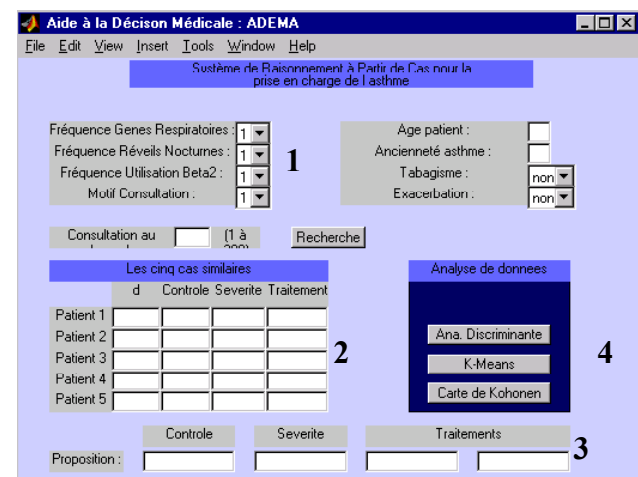 Aide à la Décison Médicale : ADEMA
File Edit View Insert Tools Window Help
Système de Raisonnement à Partir de Cas pour la
prise en charge de l asthme
Fréquence Genes Respiratoires : 1
Fréquence Réveils Nocturnes : 1
Fréquence Utilisation Beta2 : 1
Motif Consultation : 1
1
Age patient :
Ancienneté asthme :
Tabagisme : non
Exacerbation : non
Consultation au (1 à
Recherche
Les cinq cas similaires
d Controle Severite Traitement
Patient 1
Patient 2
Patient 3
Patient 4
Patient 5
2
Analyse de donnees
Ana. Discriminante
K-Means
Carte de Kohonen
4
Controle Severite Traitements
Proposition :
3